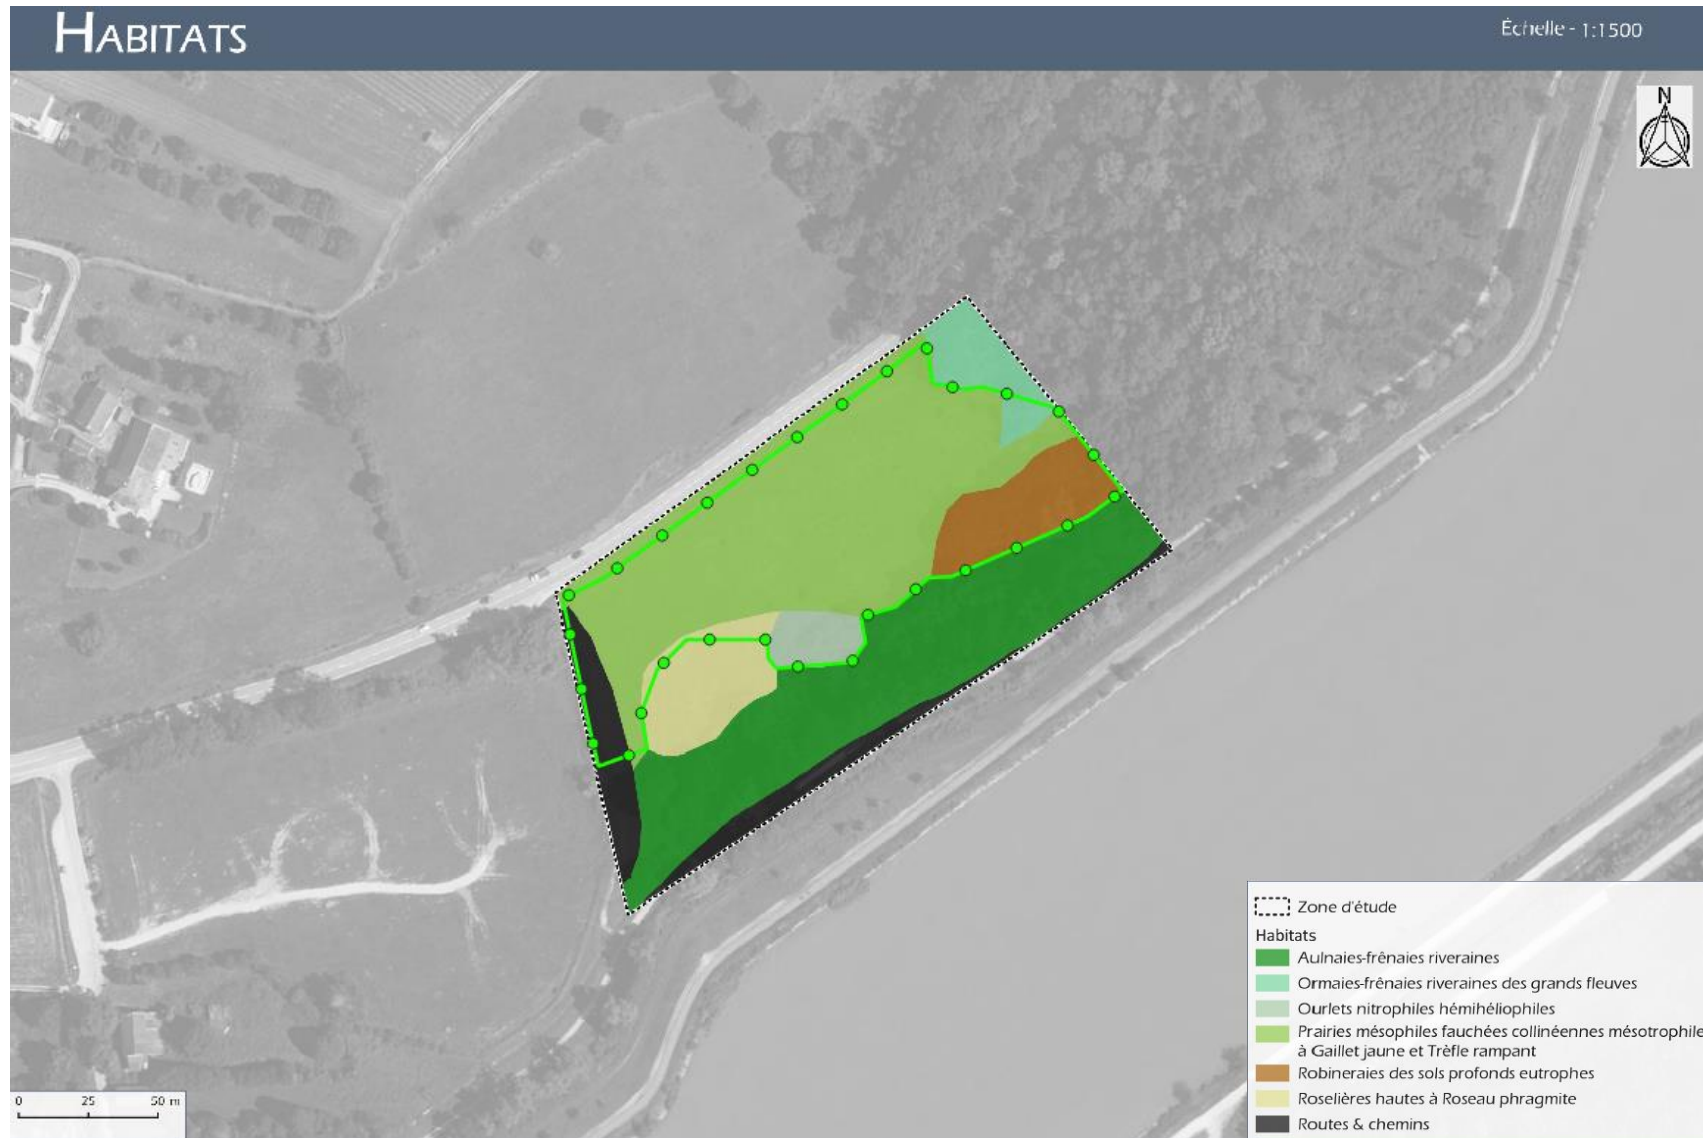 HABITATS
Échelle - 1:1500
N
Zone d'étude
Habitats
Aulnaies-frênaies riveraines
Ormaies-frênaies riveraines des grands fleuves
Ourlets nitrophiles hémihéliophiles
Prairies mésophiles fauchées collinéennes mésotrophile
à Gaillet jaune et Trèfle rampant
Robineraies des sols profonds eutrophes
Roselières hautes à Roseau phragmite
Routes & chemins
0 25 50 m